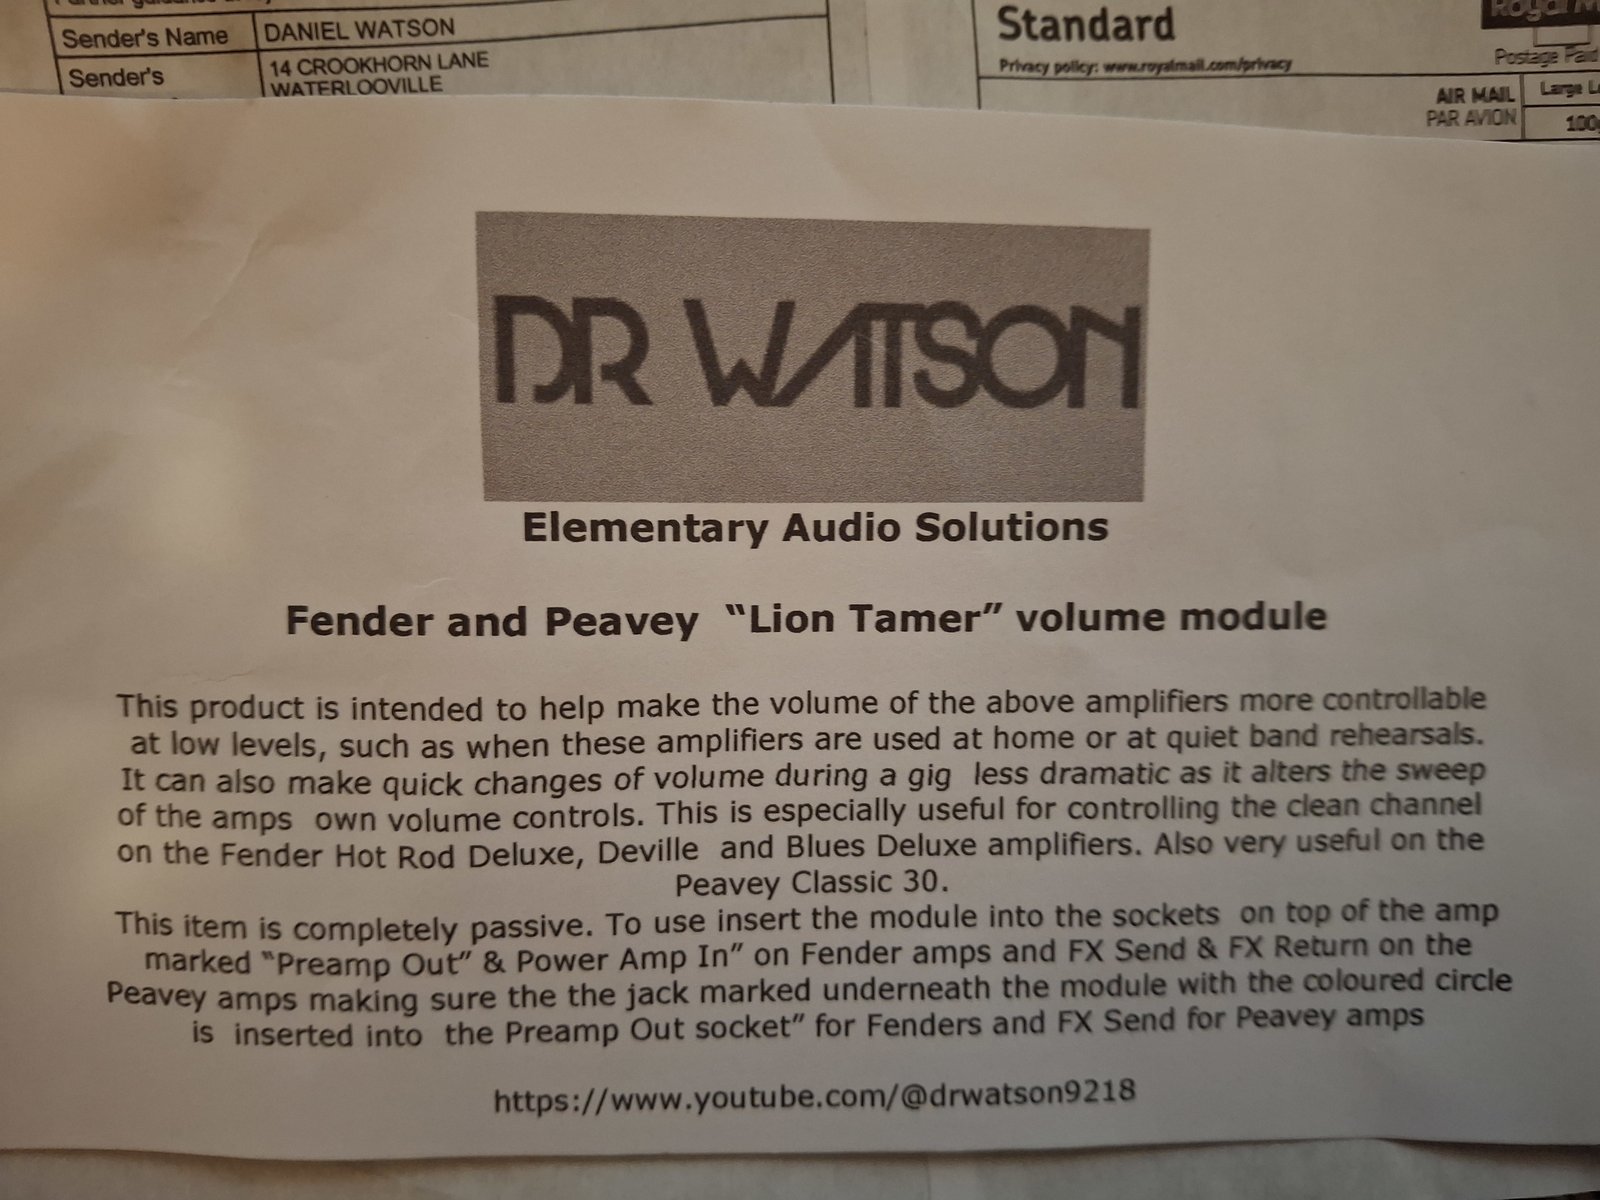 Sender's Name DANIEL WATSON
Sender's 14 CROOKHORN LANE
WATERLOOVILLE
Standard
Privacy policy: www.royalmail.com/privacy
Postage Paid
AIR MAIL Large
PAR AVION 100g
DR WATSON
Elementary Audio Solutions
Fender and Peavey “Lion Tamer” volume module
This product is intended to help make the volume of the above amplifiers more controllable
at low levels, such as when these amplifiers are used at home or at quiet band rehearsals.
It can also make quick changes of volume during a gig less dramatic as it alters the sweep
of the amps own volume controls. This is especially useful for controlling the clean channel
on the Fender Hot Rod Deluxe, Deville and Blues Deluxe amplifiers. Also very useful on the
Peavey Classic 30.
This item is completely passive. To use insert the module into the sockets on top of the amp
marked “Preamp Out” & Power Amp In” on Fender amps and FX Send & FX Return on the
Peavey amps making sure the the jack marked underneath the module with the coloured circle
is inserted into the Preamp Out socket” for Fenders and FX Send for Peavey amps
https://www.youtube.com/@drwatson9218